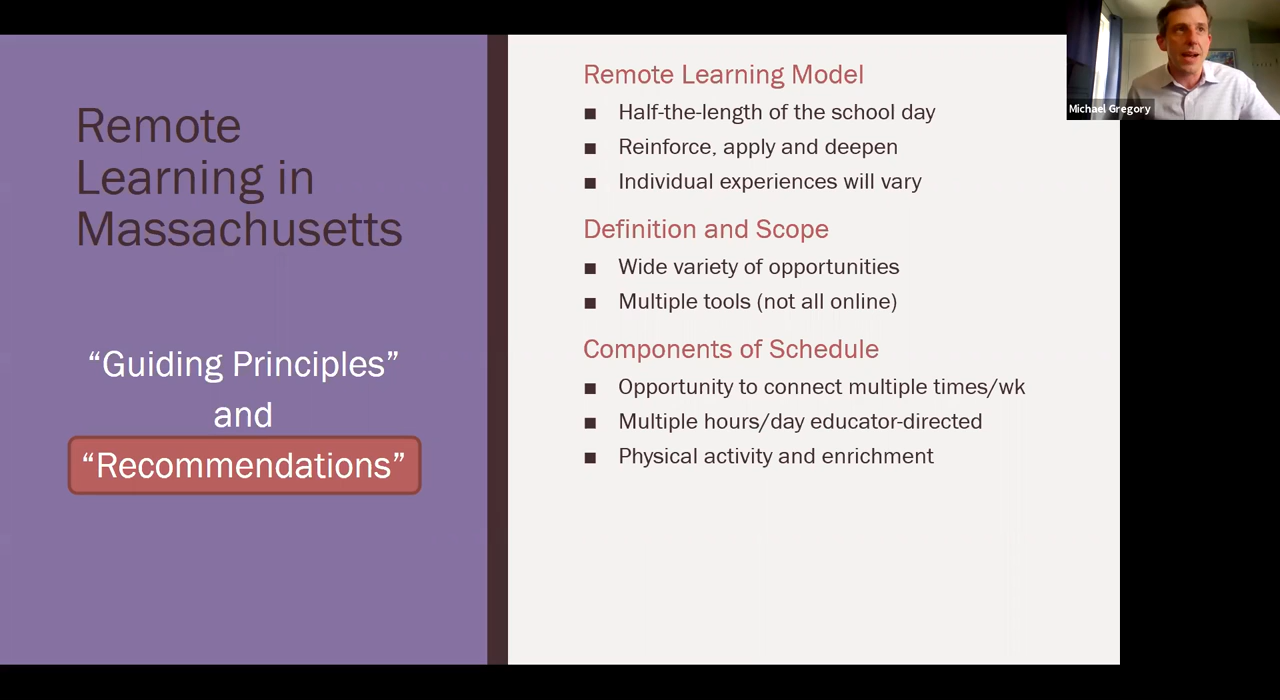 Remote
Learning in
Massachusetts
“Guiding Principles”
and
“Recommendations”
Remote Learning Model
■ Half-the-length of the school day
■ Reinforce, apply and deepen
■ Individual experiences will vary
Definition and Scope
■ Wide variety of opportunities
■ Multiple tools (not all online)
Components of Schedule
■ Opportunity to connect multiple times/wk
■ Multiple hours/day educator-directed
■ Physical activity and enrichment
Michael Gregory